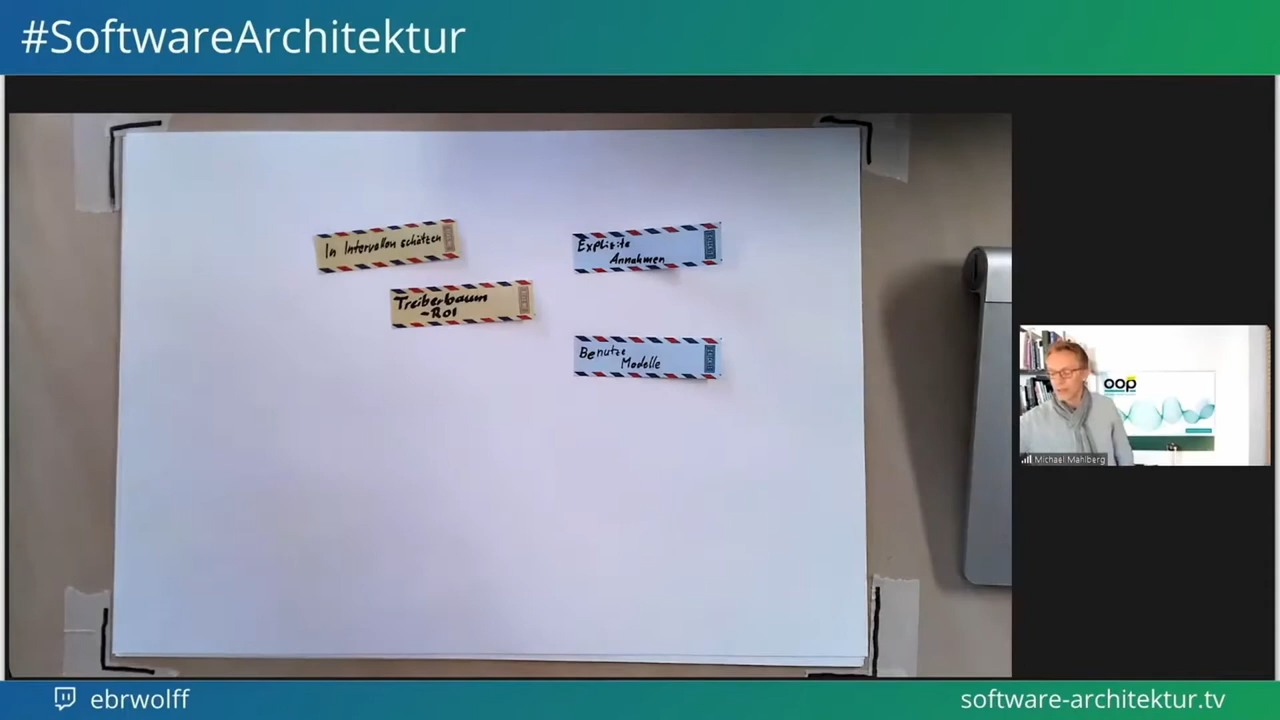 #SoftwareArchitektur
In Intervallen schätzen
Explizite
Annahmen
Treiberbaum
-RoI
Benutze
Modelle
oop
Michael Mahlberg
ebrwolff
software-architektur.tv